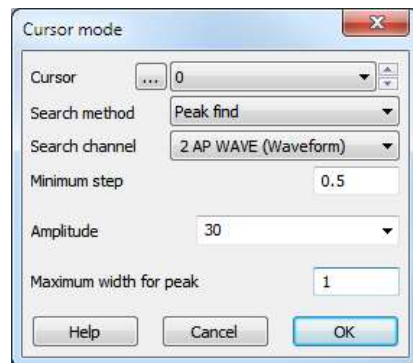 Cursor mode
Cursor ... 0
Search method Peak find
Search channel 2 AP WAVE (Waveform)
Minimum step 0.5
Amplitude 30
Maximum width for peak 1
Help Cancel OK